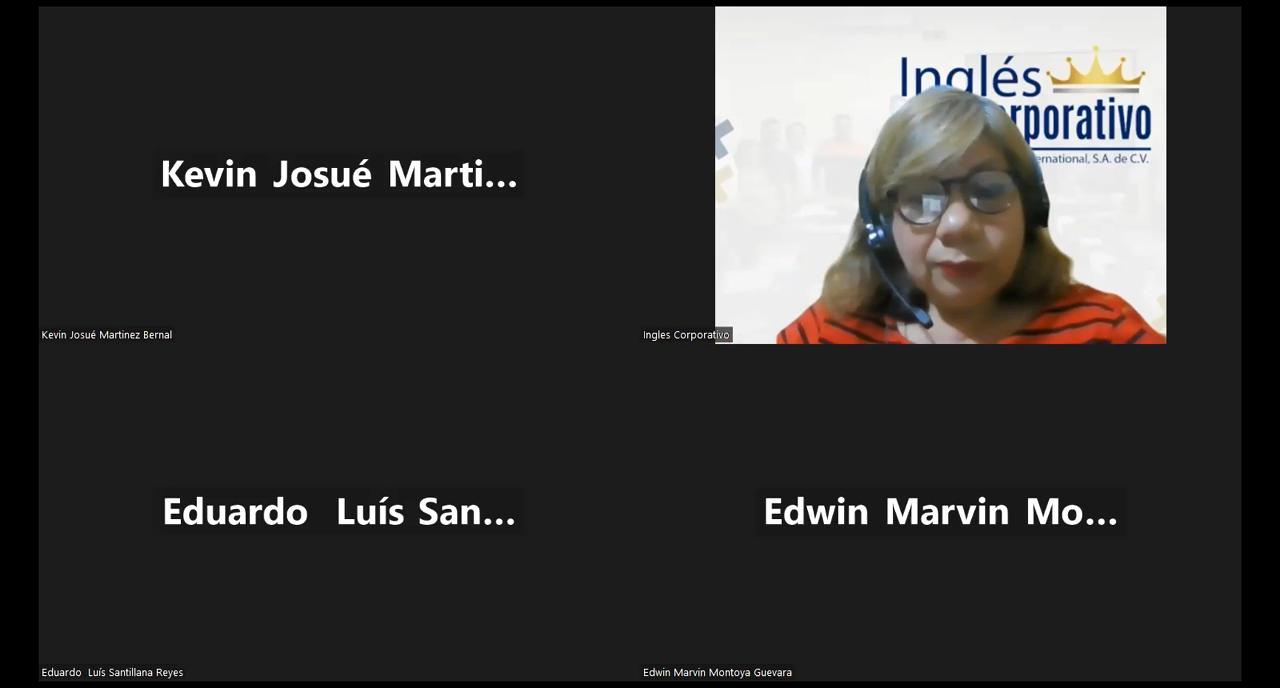 Kevin Josué Marti...
Kevin Josué Martinez Bernal
Inglés
rporativo
ernational, S.A. de C.V.
Ingles Corporativo
Eduardo Luís San...
Eduardo Luís Santillana Reyes
Edwin Marvin Mo...
Edwin Marvin Montoya Guevara